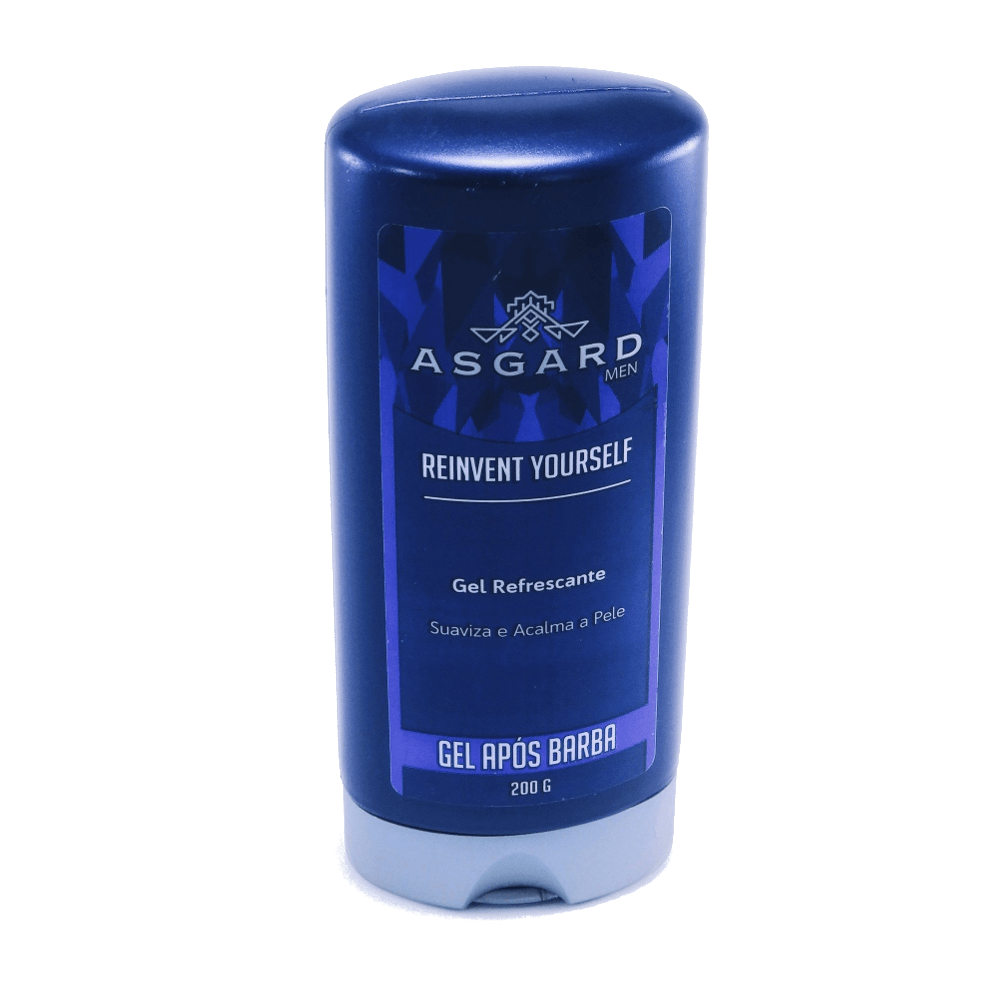 ASGARD
MEN
REINVENT YOURSELF
Gel Refrescante
Suaviza e Acalma a Pele
GEL APÓS BARBA
200 G